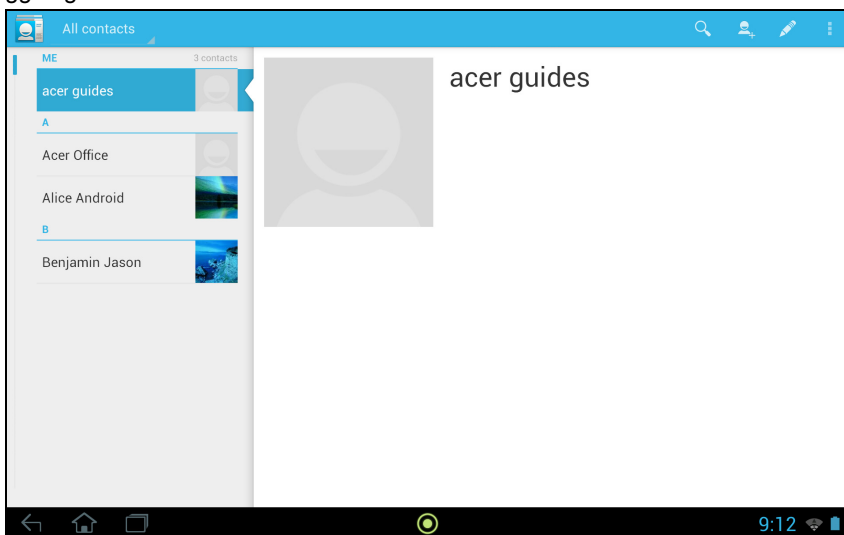 All contacts
ME 3 contacts
acer guides
A
Acer Office
Alice Android
B
Benjamin Jason
acer guides
9:12